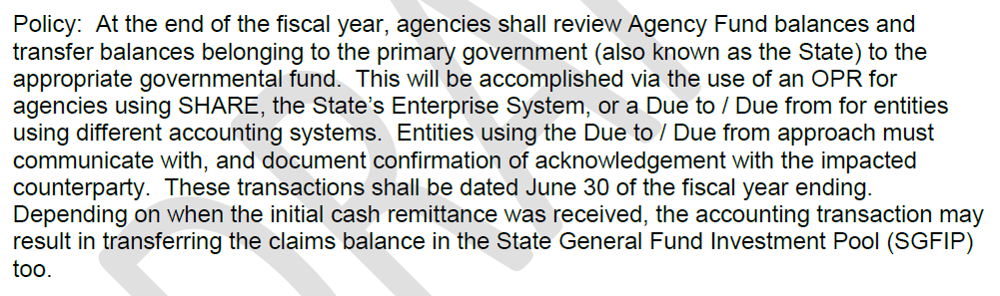 Policy:  At the end of the fiscal year, agencies shall review Agency Fund balances and
transfer balances belonging to the primary government (also known as the State) to the
appropriate governmental fund.  This will be accomplished via the use of an OPR for
agencies using SHARE, the State's Enterprise System, or a Due to / Due from for entities
using different accounting systems.  Entities using the Due to / Due from approach must
communicate with, and document confirmation of acknowledgement with the impacted
counterparty.  These transactions shall be dated June 30 of the fiscal year ending.
Depending on when the initial cash remittance was received, the accounting transaction may
result in transferring the claims balance in the State General Fund Investment Pool (SGFIP)
too.